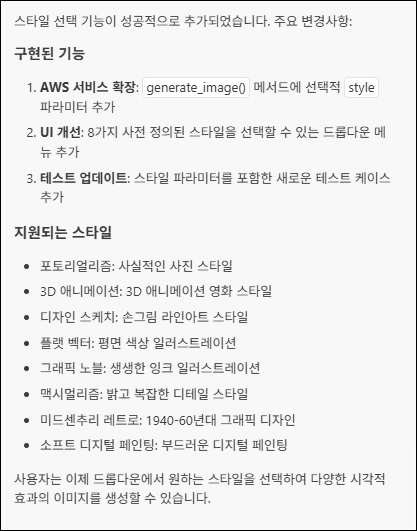 스타일 선택 기능이 성공적으로 추가되었습니다. 주요 변경사항:
구현된 기능
1. AWS 서비스 확장: generate_image() 메서드에 선택적 style
파라미터 추가
2. UI 개선: 8가지 사전 정의된 스타일을 선택할 수 있는 드롭다운 메
뉴 추가
3. 테스트 업데이트: 스타일 파라미터를 포함한 새로운 테스트 케이스
추가
지원되는 스타일
• 포토리얼리즘: 사실적인 사진 스타일
• 3D 애니메이션: 3D 애니메이션 영화 스타일
• 디자인 스케치: 손그림 라인아트 스타일
• 플랫 벡터: 평면 색상 일러스트레이션
• 그래픽 노블: 생생한 잉크 일러스트레이션
• 맥시멀리즘: 밝고 복잡한 디테일 스타일
• 미드센추리 레트로: 1940-60년대 그래픽 디자인
• 소프트 디지털 페인팅: 부드러운 디지털 페인팅
사용자는 이제 드롭다운에서 원하는 스타일을 선택하여 다양한 시각적
효과의 이미지를 생성할 수 있습니다.